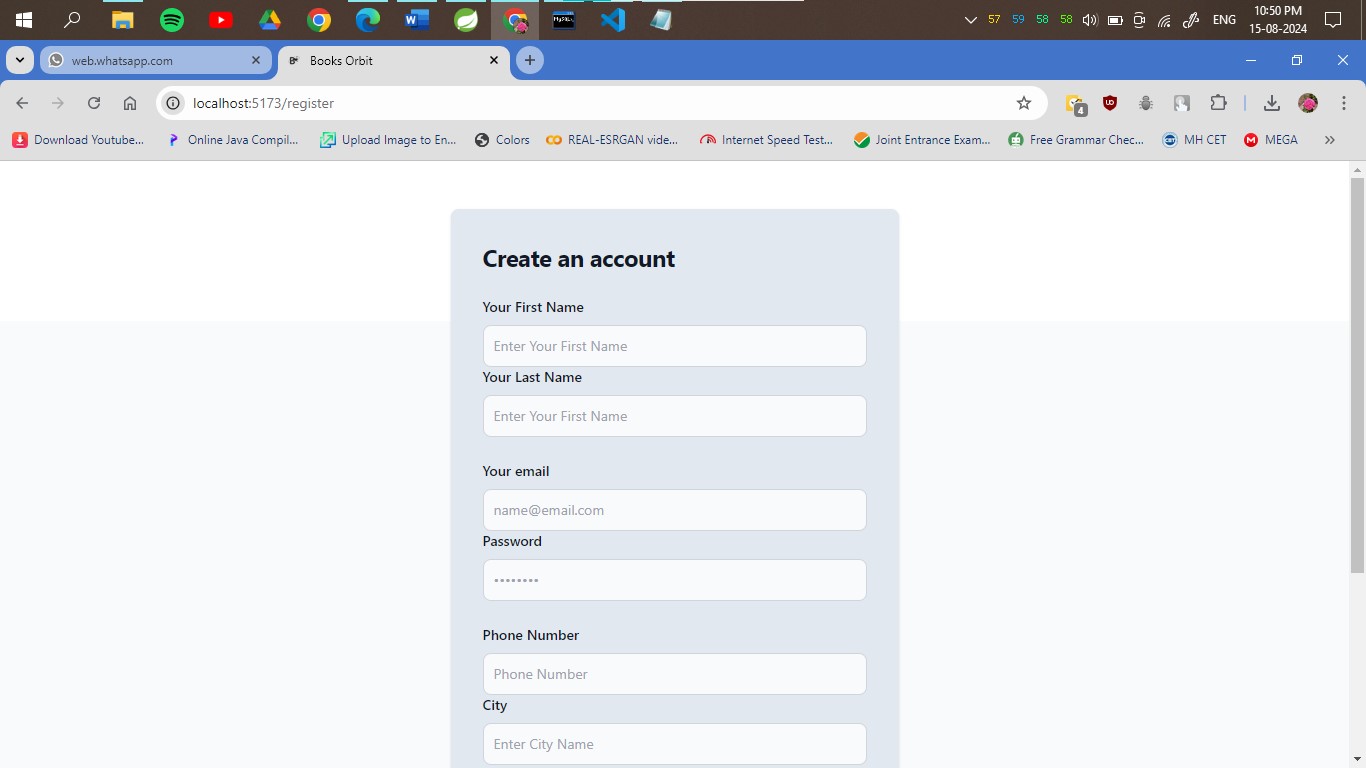 W
MySQL
57 59 58 58 ENG 10:50 PM
15-08-2024
web.whatsapp.com
Books Orbit
localhost:5173/register
4
Download Youtube... Online Java Compil... Upload Image to En... Colors REAL-ESRGAN vide... Internet Speed Test... Joint Entrance Exam... Free Grammar Chec... MH CET MEGA
Create an account
Your First Name
Enter Your First Name
Your Last Name
Enter Your First Name
Your email
name@email.com
Password
••••••••
Phone Number
Phone Number
City
Enter City Name